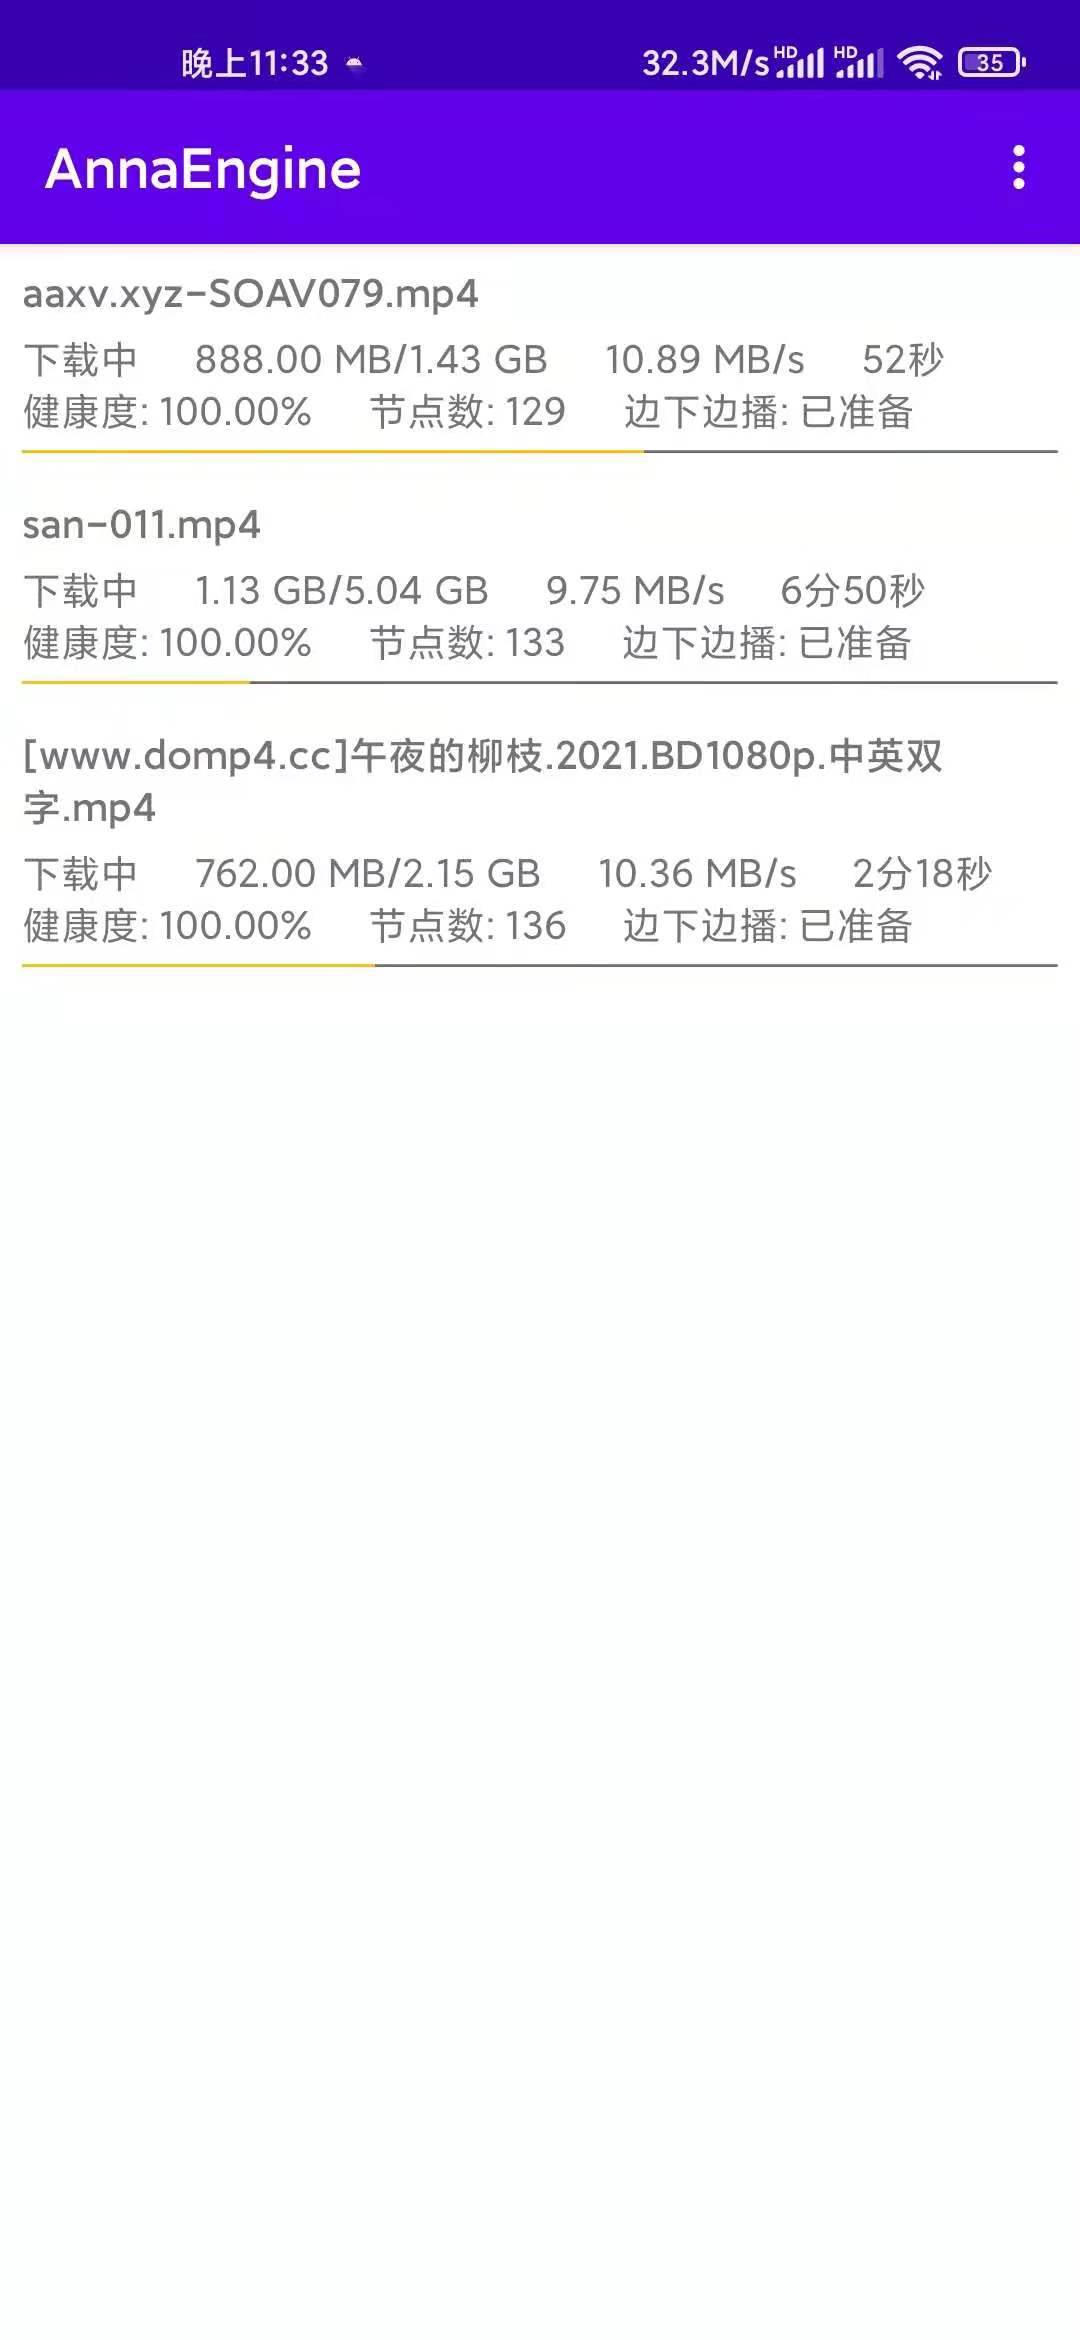 晚上11:33 32.3M/s HD HD 35
AnnaEngine
aaxv.xyz-SOAV079.mp4
下载中 888.00 MB/1.43 GB 10.89 MB/s 52秒
健康度: 100.00% 节点数: 129 边下边播: 已准备
san-011.mp4
下载中 1.13 GB/5.04 GB 9.75 MB/s 6分50秒
健康度: 100.00% 节点数: 133 边下边播: 已准备
[www.domp4.cc]午夜的柳枝.2021.BD1080p.中英双
字.mp4
下载中 762.00 MB/2.15 GB 10.36 MB/s 2分18秒
健康度: 100.00% 节点数: 136 边下边播: 已准备